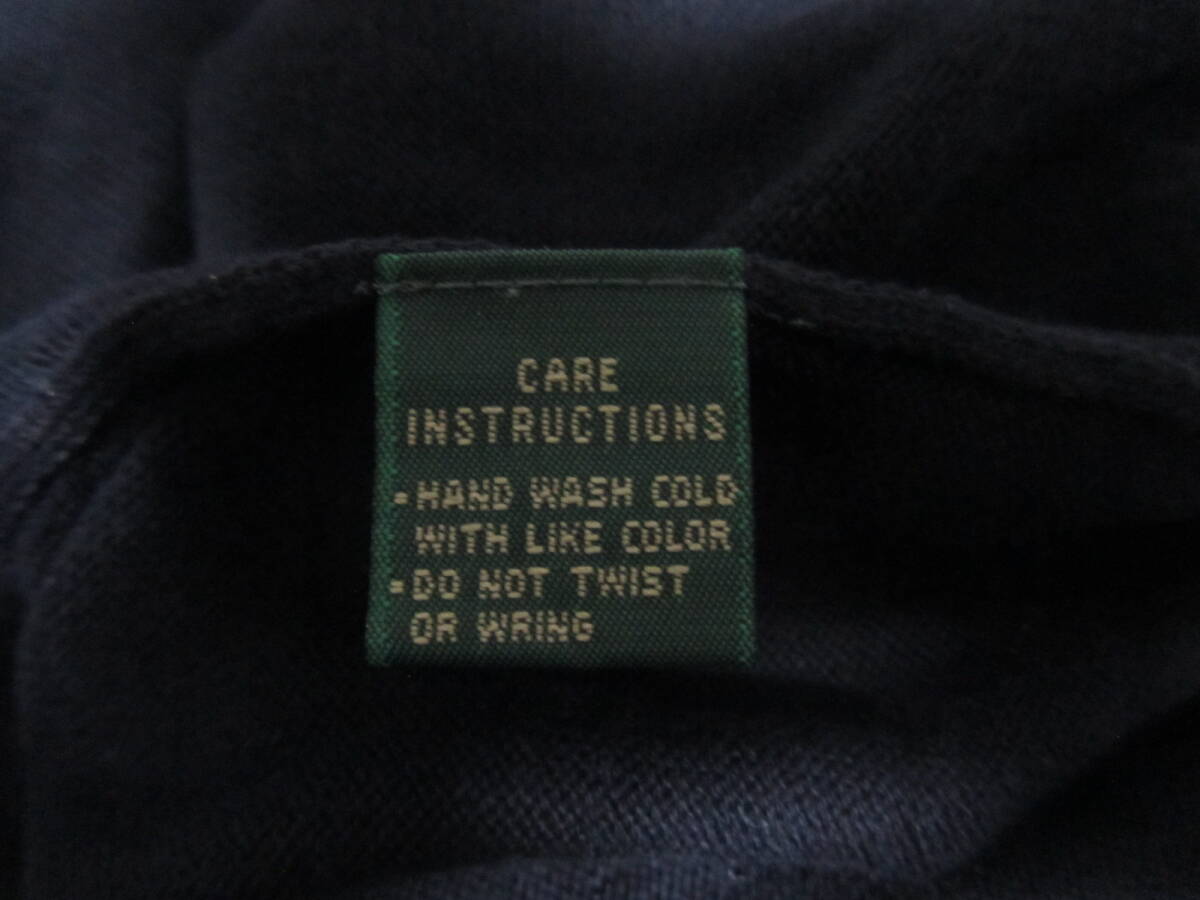 CARE
INSTRUCTIONS
-HAND WASH COLD
WITH LIKE COLOR
-DO NOT TWIST
OR WRING